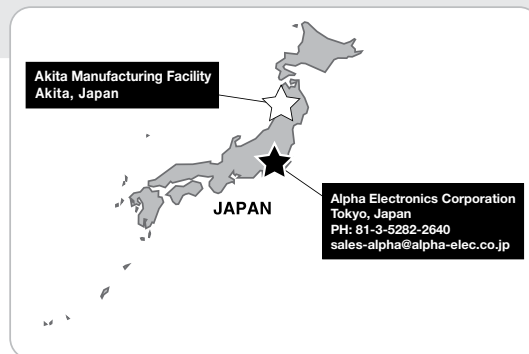 Akita Manufacturing Facility
Akita, Japan
JAPAN
Alpha Electronics Corporation
Tokyo, Japan
PH: 81-3-5282-2640
sales-alpha@alpha-elec.co.jp